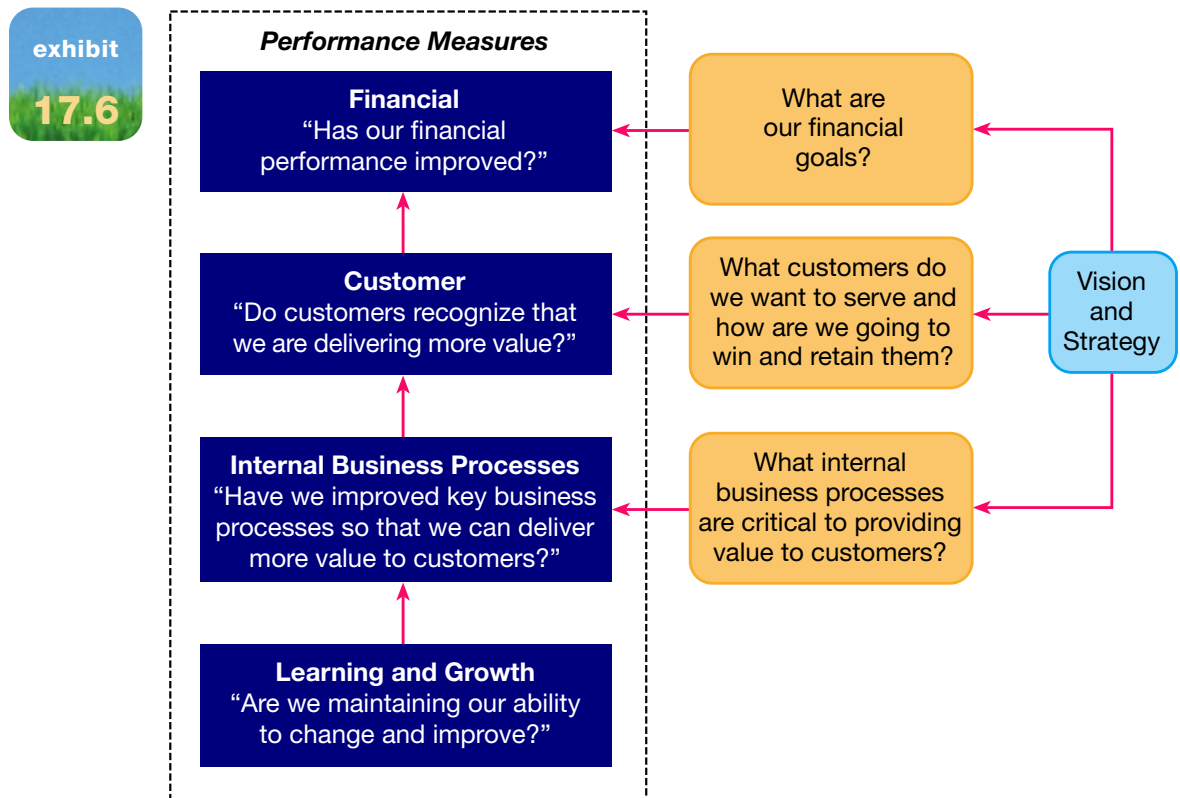 exhibit
17.6
Performance Measures
Financial
“Has our financial
performance improved?”
What are
our financial
goals?
Customer
“Do customers recognize that
we are delivering more value?”
What customers do
we want to serve and
how are we going to
win and retain them?
Vision
and
Strategy
Internal Business Processes
“Have we improved key business
processes so that we can deliver
more value to customers?”
What internal
business processes
are critical to providing
value to customers?
Learning and Growth
“Are we maintaining our ability
to change and improve?”